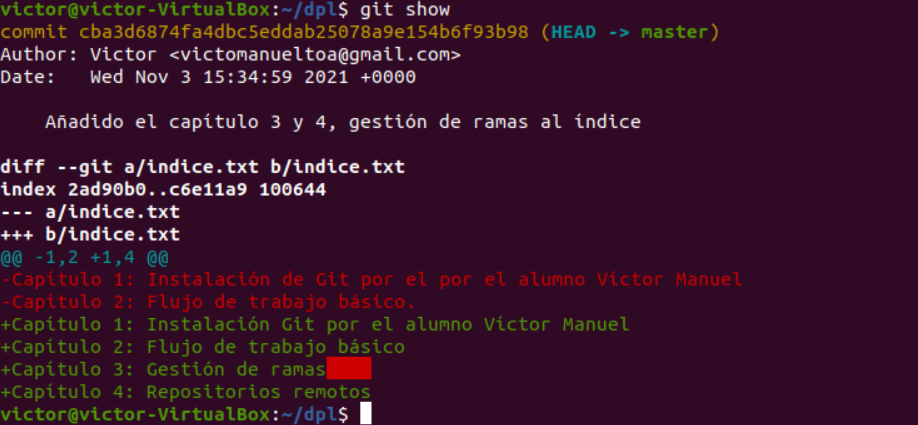 victor@victor-VirtualBox:~/dpl$ git show
commit cba3d6874fa4dbc5eddab25078a9e154b6f93b98 (HEAD -> master)
Author: Victor <victomanueltoa@gmail.com>
Date:   Wed Nov 3 15:34:59 2021 +0000
Añadido el capítulo 3 y 4, gestión de ramas al índice
diff --git a/indice.txt b/indice.txt
index 2ad90b0..c6e11a9 100644
--- a/indice.txt
+++ b/indice.txt
@@ -1,2 +1,4 @@
-Capítulo 1: Instalación de Git por el por el alumno Víctor Manuel
-Capítulo 2: Flujo de trabajo básico.
+Capítulo 1: Instalación Git por el alumno Víctor Manuel
+Capítulo 2: Flujo de trabajo básico
+Capítulo 3: Gestión de ramas
+Capítulo 4: Repositorios remotos
victor@victor-VirtualBox:~/dpl$